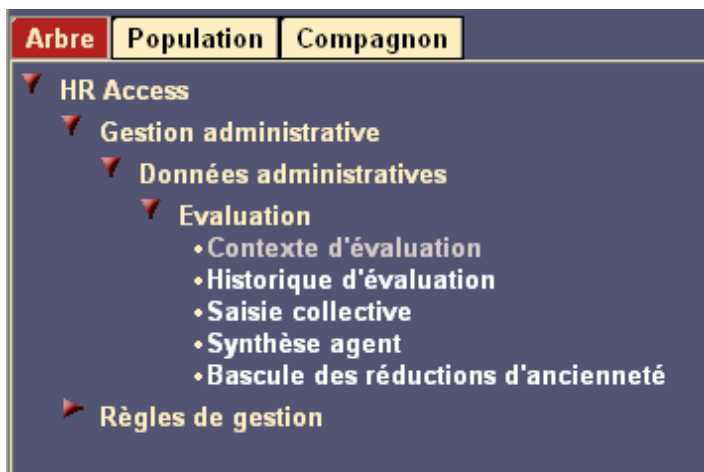 Arbre Population Compagnon
HR Access
Gestion administrative
Données administratives
Evaluation
•Contexte d'évaluation
•Historique d'évaluation
•Saisie collective
•Synthèse agent
•Bascule des réductions d'ancienneté
Règles de gestion